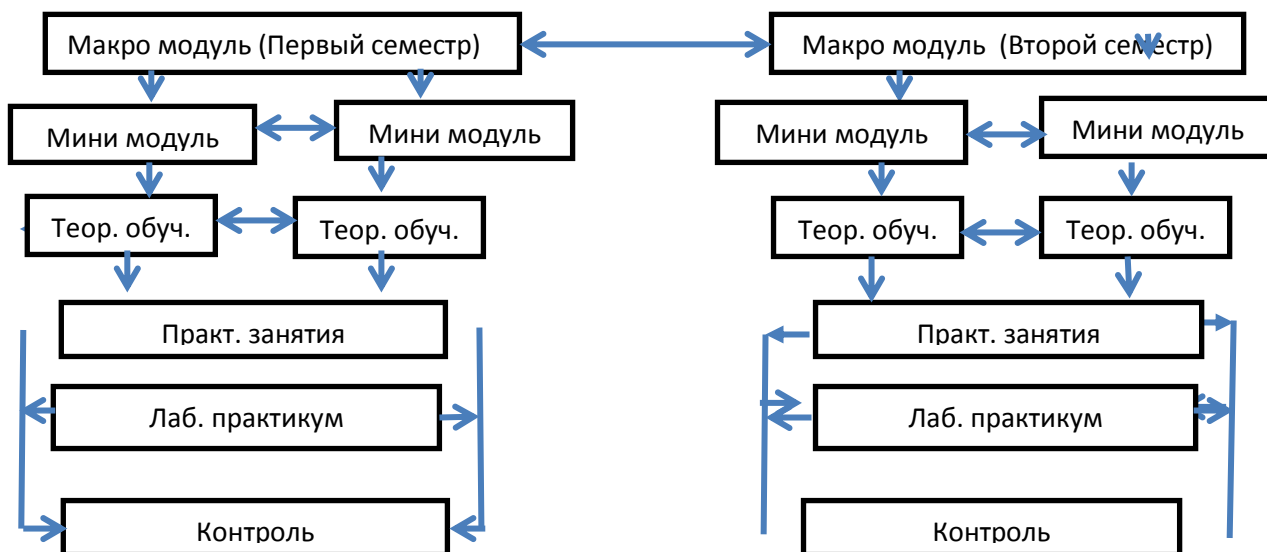 Макро модуль (Первый семестр)
Макро модуль (Второй семестр)
Мини модуль
Мини модуль
Мини модуль
Мини модуль
Теор. обуч.
Теор. обуч.
Теор. обуч.
Теор. обуч.
Практ. занятия
Практ. занятия
Лаб. практикум
Лаб. практикум
Контроль
Контроль